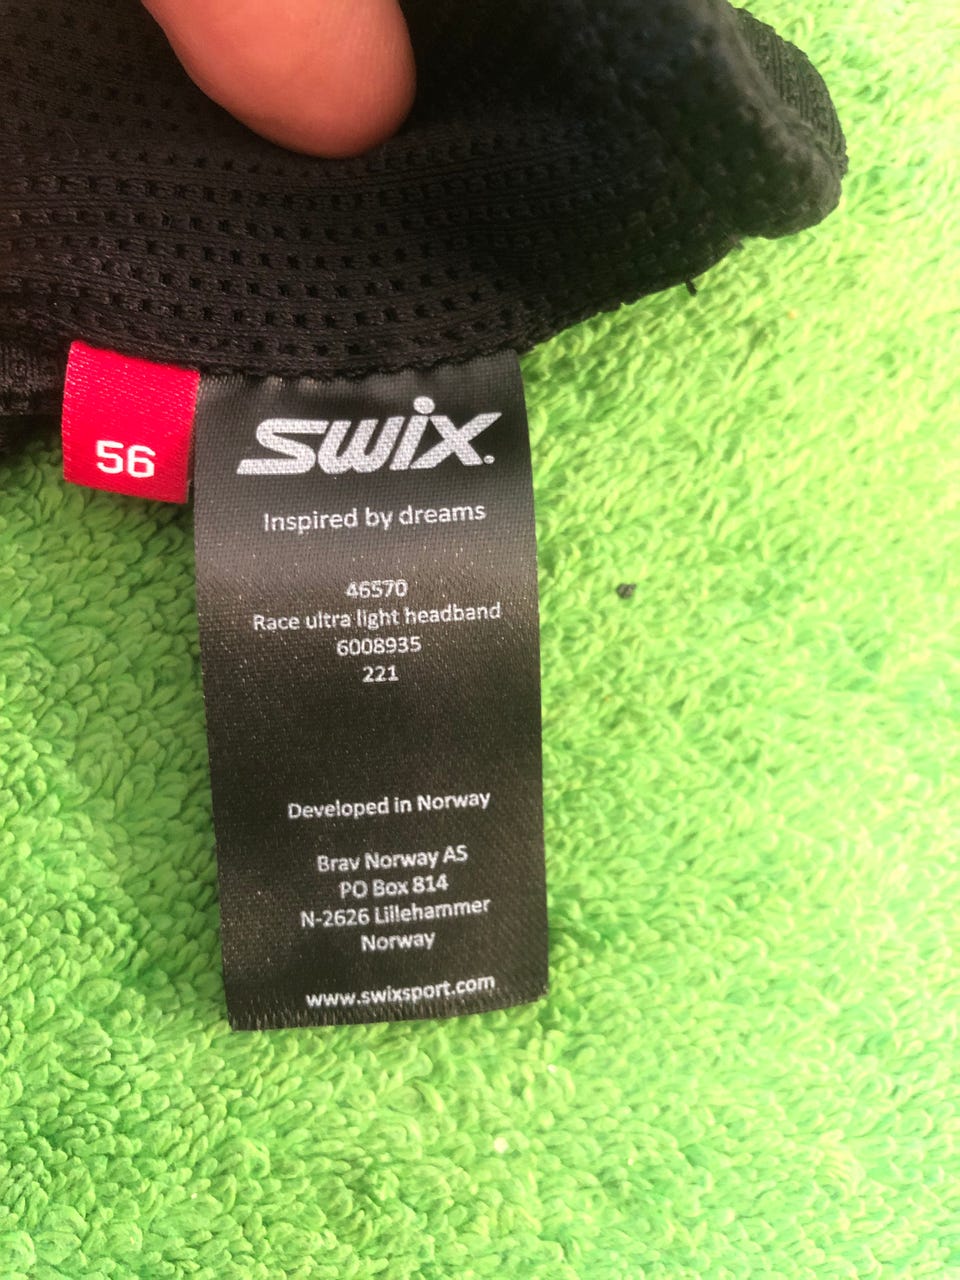 56
swix.
Inspired by dreams
46570
Race ultra light headband
6008935
221
Developed in Norway
Brav Norway AS
PO Box 814
N-2626 Lillehammer
Norway
www.swixsport.com